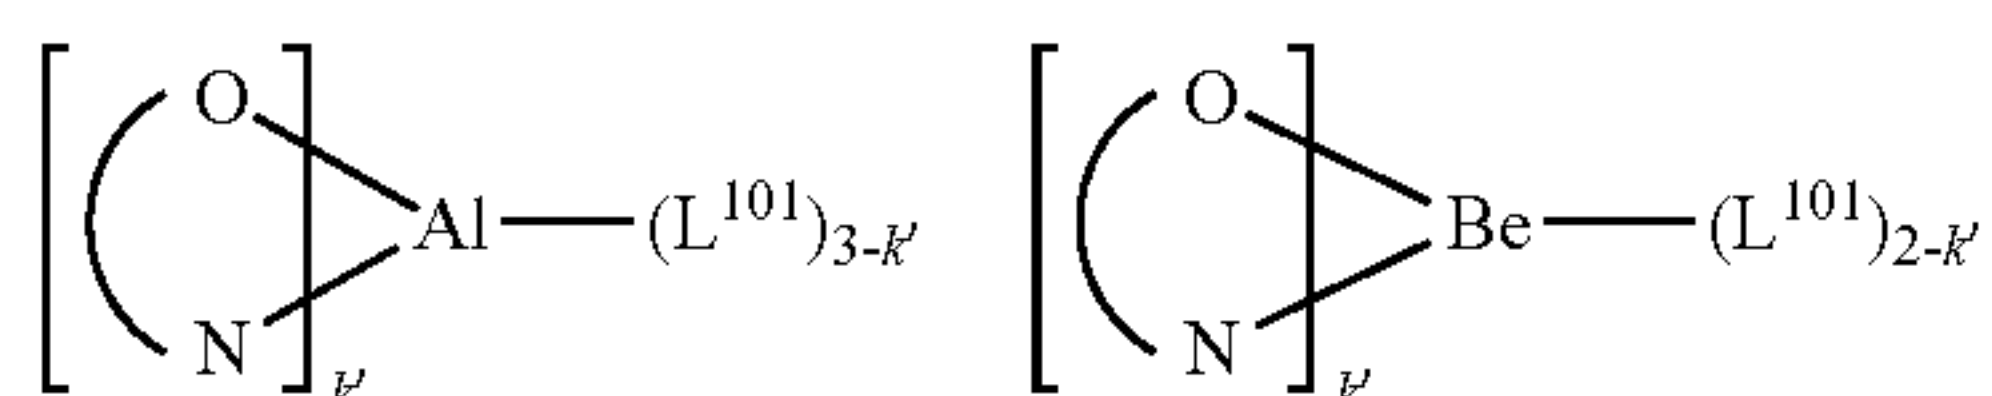 O O
Al (L¹⁰¹)₃₋ₖ′ Be (L¹⁰¹)₂₋ₖ′
N N
k′ k′